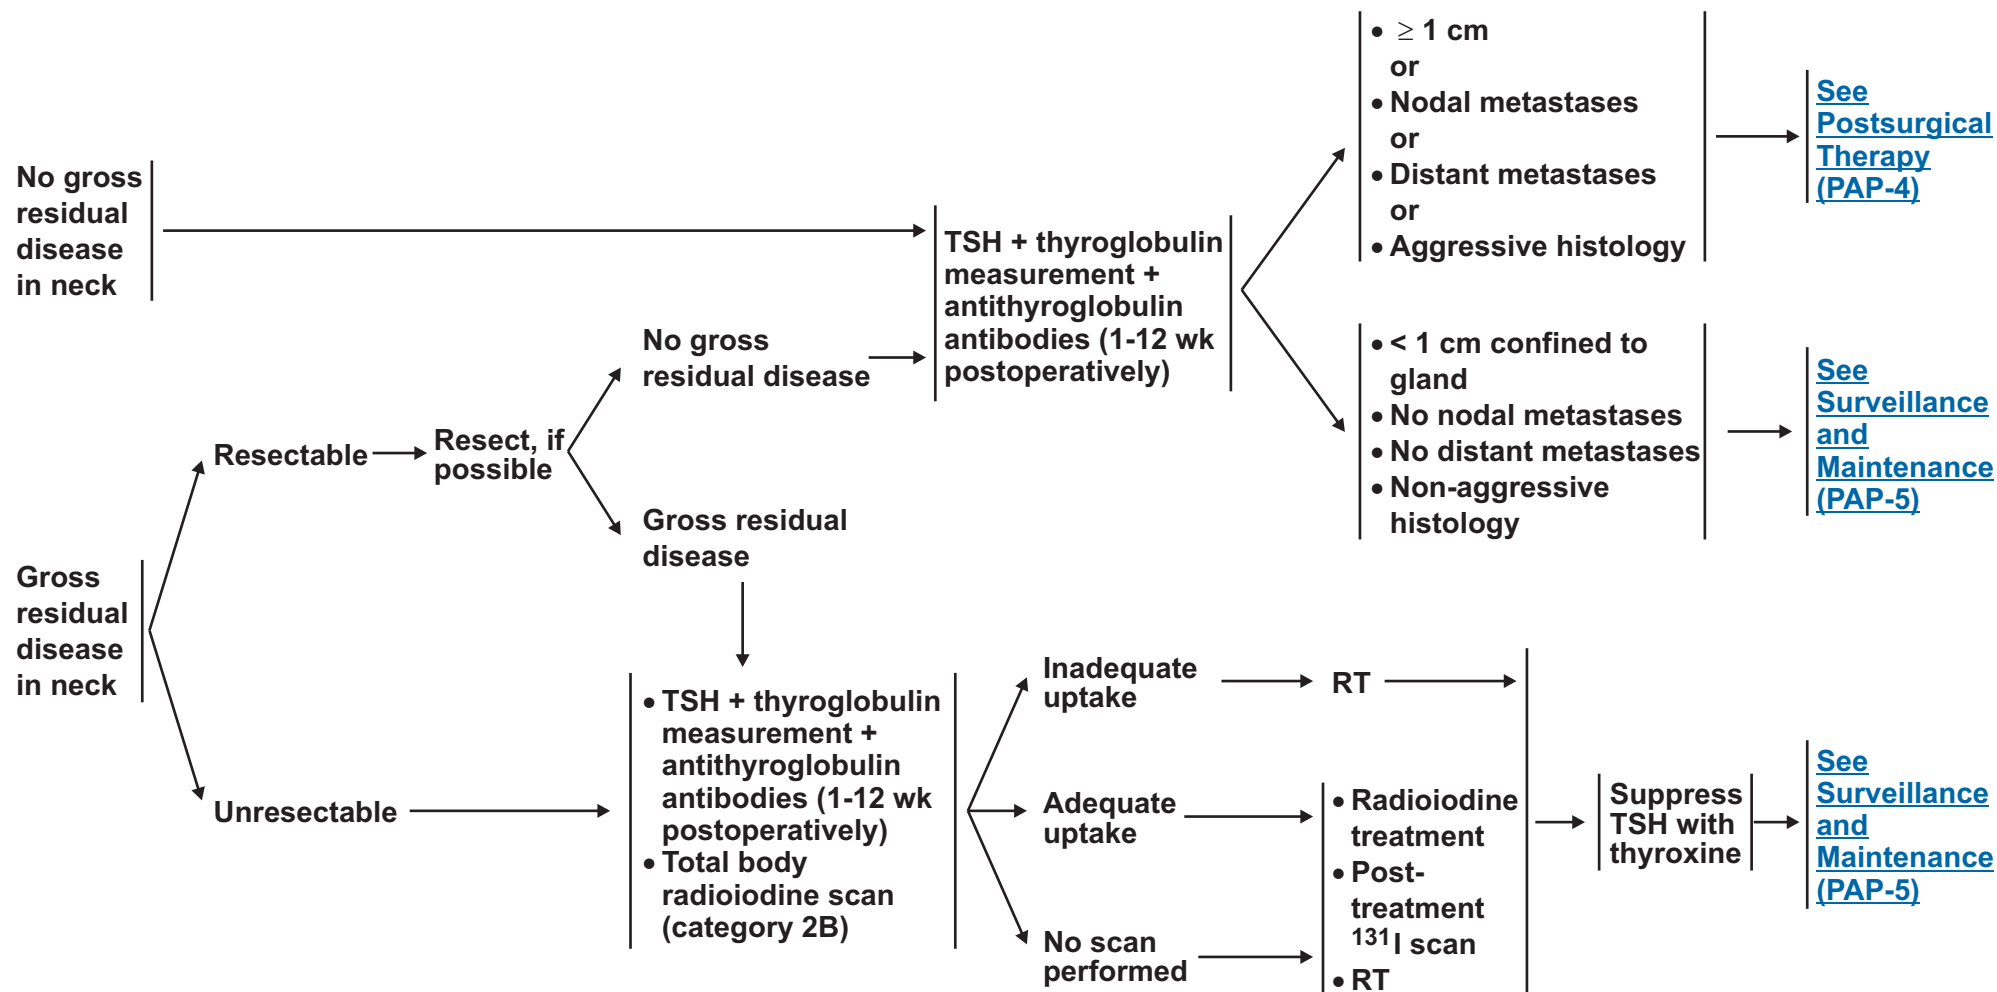 No gross
residual
disease
in neck
TSH + thyroglobulin
measurement +
antithyroglobulin
antibodies (1-12 wk
postoperatively)
• ≥ 1 cm
or
• Nodal metastases
or
• Distant metastases
or
• Aggressive histology
See
Postsurgical
Therapy
(PAP-4)
• < 1 cm confined to
gland
• No nodal metastases
• No distant metastases
• Non-aggressive
histology
See
Surveillance
and
Maintenance
(PAP-5)
Gross
residual
disease
in neck
Resectable
Resect, if
possible
No gross
residual disease
Gross residual
disease
Unresectable
• TSH + thyroglobulin
measurement +
antithyroglobulin
antibodies (1-12 wk
postoperatively)
• Total body
radioiodine scan
(category 2B)
Inadequate
uptake
RT
Adequate
uptake
No scan
performed
• Radioiodine
treatment
• Post-
treatment
131I scan
• RT
Suppress
TSH with
thyroxine
See
Surveillance
and
Maintenance
(PAP-5)